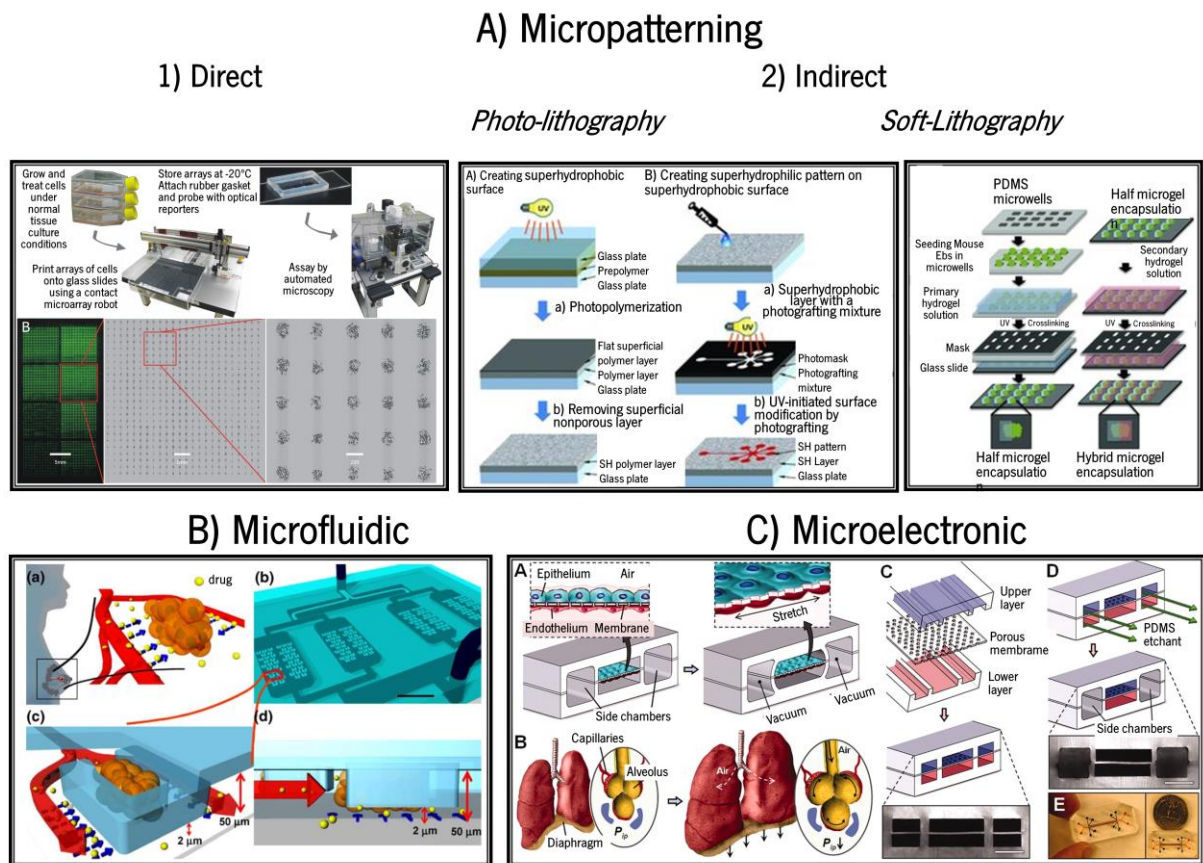 A) Micropatterning
1) Direct
2) Indirect
Photo-lithography
Soft-Lithography
Grow and
treat cells
under
normal
tissue
culture
conditions
Store arrays at -20°C
Attach rubber gasket
and probe with optical
reporters
Print arrays of cells
onto glass slides
using a contact
microarray robot
Assay by
automated
microscopy
B
5mm
1mm
A) Creating superhydrophobic
surface
UV
Glass plate
Prepolymer
Glass plate
a) Photopolymerization
Flat superficial
polymer layer
Polymer layer
Glass plate
b) Removing superficial
nonporous layer
SH polymer layer
Glass plate
B) Creating superhydrophilic pattern on
superhydrophobic surface
a) Superhydrophobic
layer with a
photografting mixture
UV
Photomask
Photografting
mixture
Glass plate
b) UV-initiated surface
modification by
photografting
SH pattern
SH Layer
Glass plate
PDMS
microwells
Seeding Mouse
Ebs in
microwells
Primary
hydrogel
solution
UV Crosslinking
Mask
Glass slide
Half microgel
encapsulatio
n
Half microgel
encapsulatio
n
Secondary
hydrogel
solution
UV Crosslinking
Hybrid microgel
encapsulation
B) Microfluidic
(a)
drug
(b)
(c)
2 μm
50 μm
(d)
2 μm
50 μm
C) Microelectronic
A
Epithelium
Air
Endothelium
Membrane
Stretch
Side chambers
Vacuum
Vacuum
B
Capillaries
Alveolus
Diaphragm
Pip
Air
Air
Pip
C
Upper
layer
Porous
membrane
Lower
layer
D
PDMS
etchant
Side chambers
E